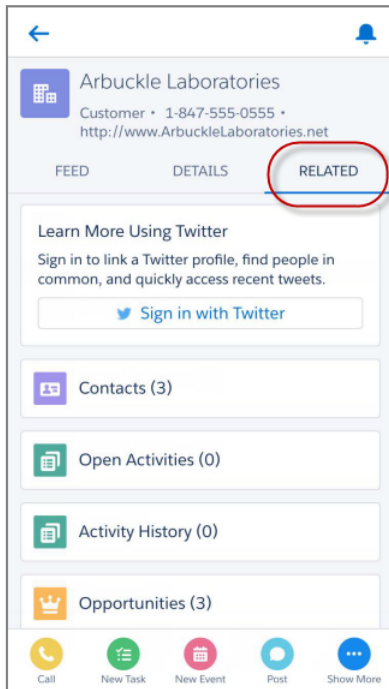 Arbuckle Laboratories
Customer • 1-847-555-0555 •
http://www.ArbuckleLaboratories.net
FEED DETAILS RELATED
Learn More Using Twitter
Sign in to link a Twitter profile, find people in
common, and quickly access recent tweets.
Sign in with Twitter
Contacts (3)
Open Activities (0)
Activity History (0)
Opportunities (3)
Call New Task New Event Post Show More